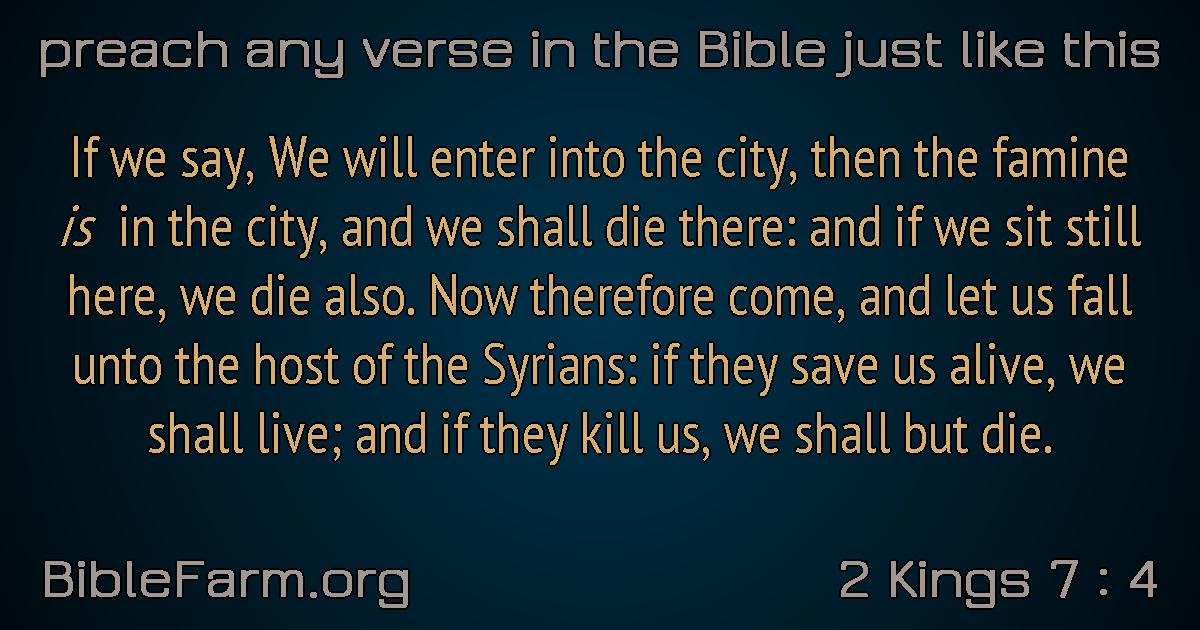 preach any verse in the Bible just like this
If we say, We will enter into the city, then the famine
is in the city, and we shall die there: and if we sit still
here, we die also. Now therefore come, and let us fall
unto the host of the Syrians: if they save us alive, we
shall live; and if they kill us, we shall but die.
BibleFarm.org
2 Kings 7 : 4